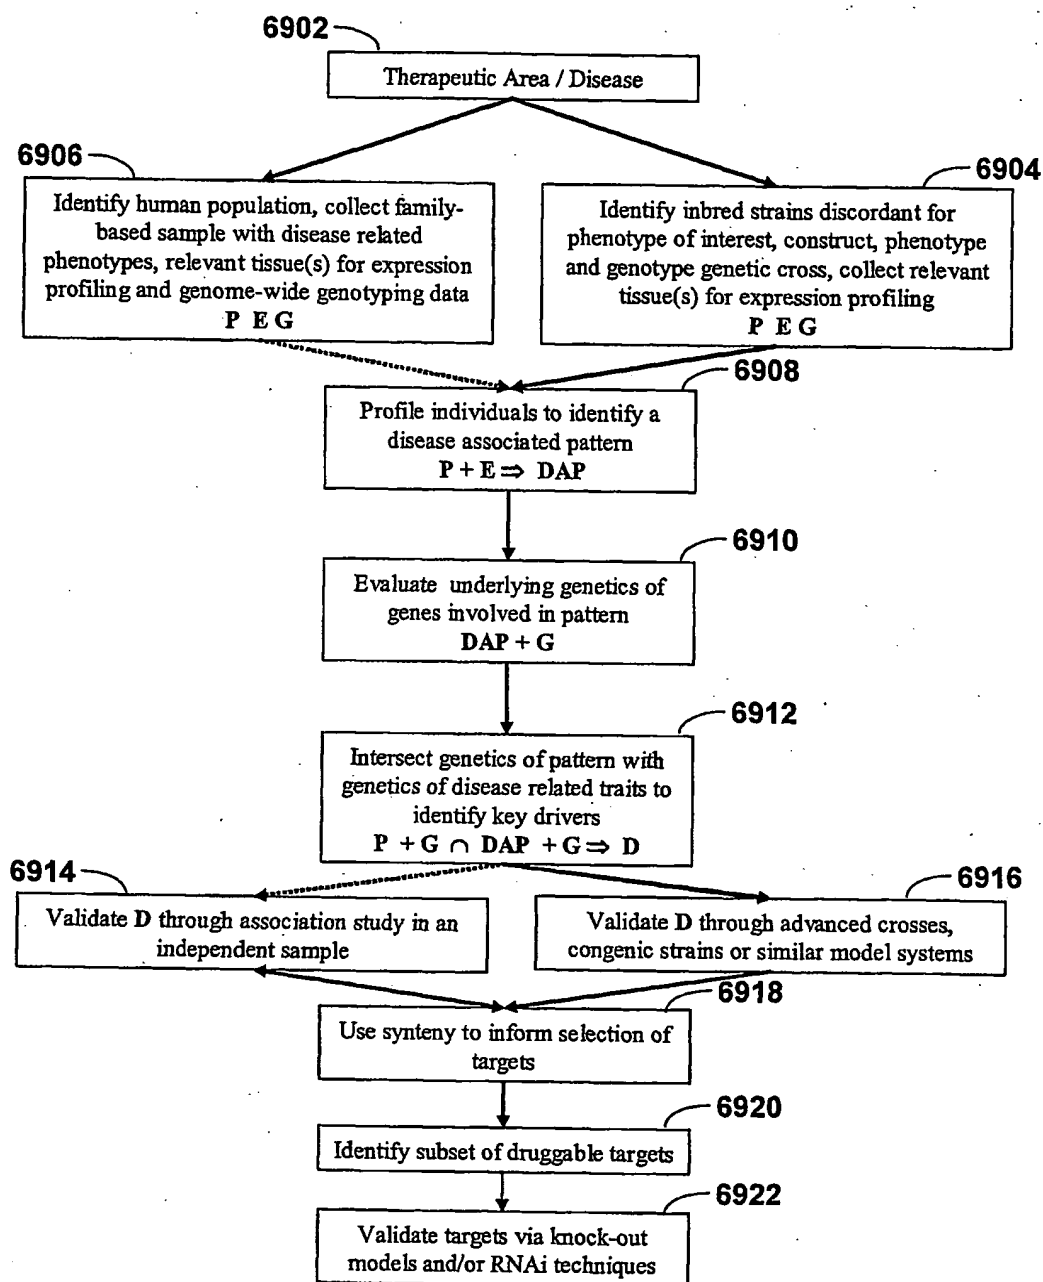 6902
Therapeutic Area / Disease
6906
Identify human population, collect family-
based sample with disease related
phenotypes, relevant tissue(s) for expression
profiling and genome-wide genotyping data
P E G
6904
Identify inbred strains discordant for
phenotype of interest, construct, phenotype
and genotype genetic cross, collect relevant
tissue(s) for expression profiling
P E G
6908
Profile individuals to identify a
disease associated pattern
P + E ⇒ DAP
6910
Evaluate underlying genetics of
genes involved in pattern
DAP + G
6912
Intersect genetics of pattern with
genetics of disease related traits to
identify key drivers
P + G ∩ DAP + G ⇒ D
6914
Validate D through association study in an
independent sample
6916
Validate D through advanced crosses,
congenic strains or similar model systems
6918
Use synteny to inform selection of
targets
6920
Identify subset of druggable targets
6922
Validate targets via knock-out
models and/or RNAi techniques